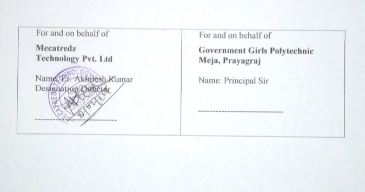 For and on behalf of
Mecatredz
Technology Pvt. Ltd
Name: Er. Akhilesh Kumar
Designation Director
For and on behalf of
Government Girls Polytechnic
Meja, Prayagraj
Name: Principal Sir